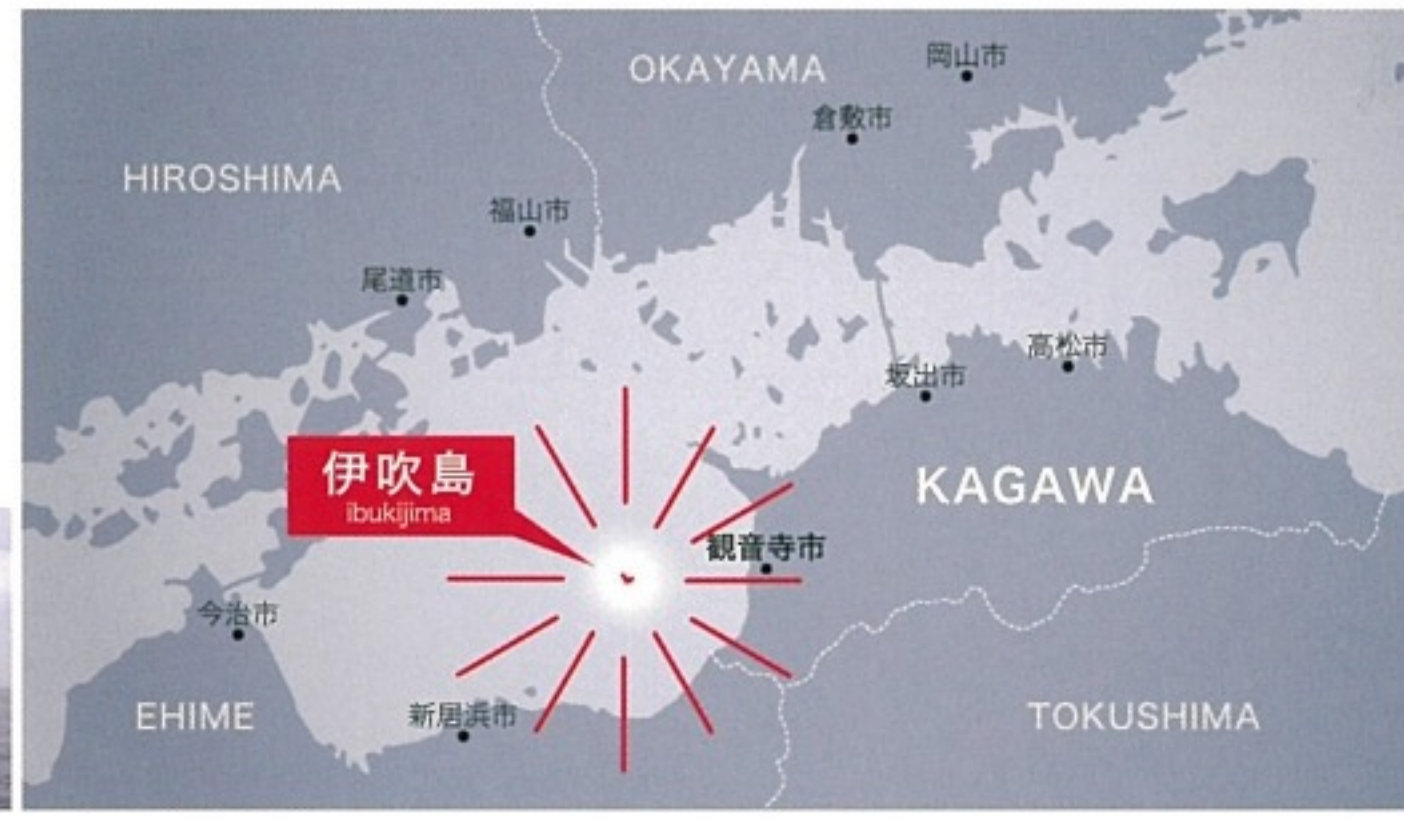 岡山市
OKAYAMA
倉敷市
HIROSHIMA
福山市
尾道市
高松市
坂出市
伊吹島
ibukijima
KAGAWA
観音寺市
今治市
EHIME
新居浜市
TOKUSHIMA